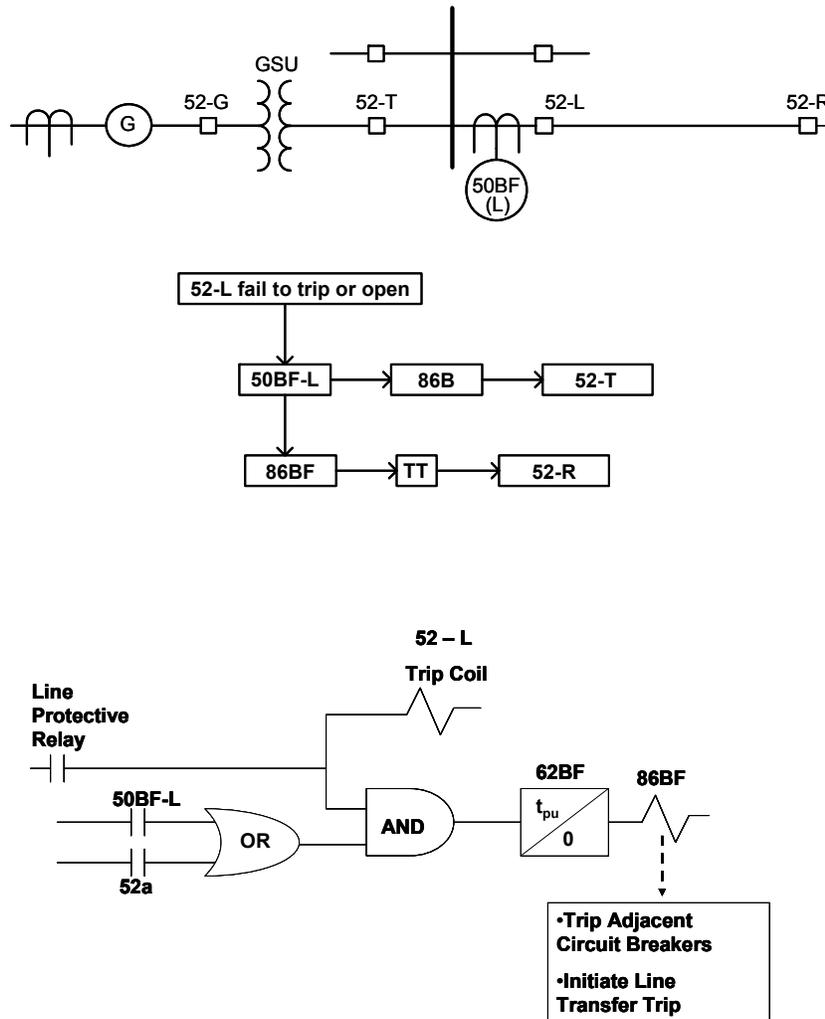 GSU
52-G
52-T
52-L
52-R
G
50BF
(L)
52-L fail to trip or open
50BF-L
86B
52-T
86BF
TT
52-R
52 – L
Trip Coil
Line
Protective
Relay
62BF
86BF
50BF-L
tpu
0
OR
AND
52a
•Trip Adjacent
Circuit Breakers
•Initiate Line
Transfer Trip